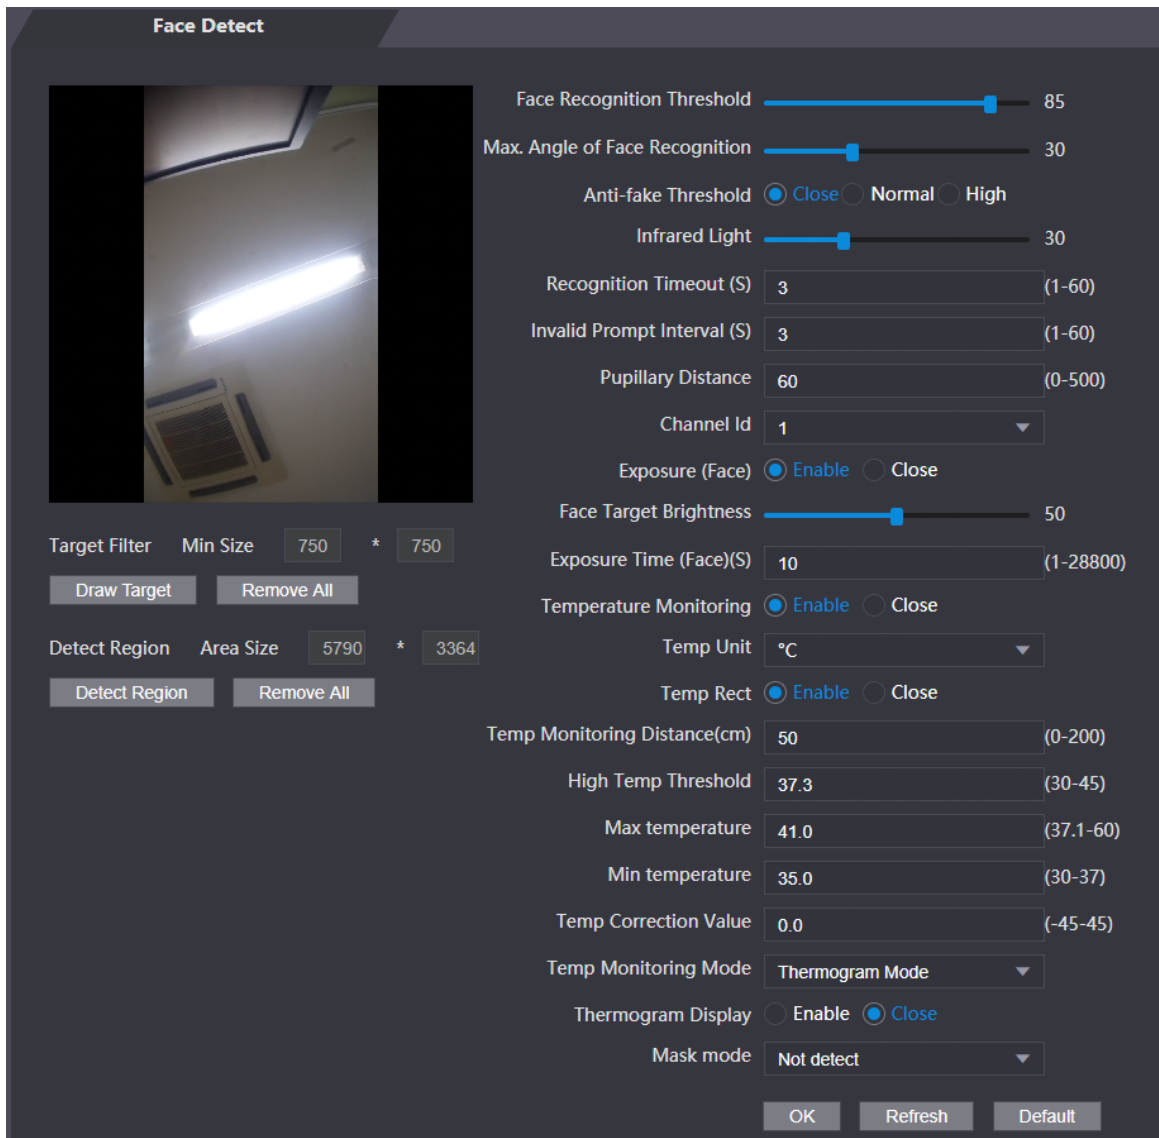 Face Detect
Face Recognition Threshold 85
Max. Angle of Face Recognition 30
Anti-fake Threshold Close Normal High
Infrared Light 30
Recognition Timeout (S) 3 (1-60)
Invalid Prompt Interval (S) 3 (1-60)
Pupillary Distance 60 (0-500)
Channel Id 1
Exposure (Face) Enable Close
Face Target Brightness 50
Exposure Time (Face)(S) 10 (1-28800)
Temperature Monitoring Enable Close
Temp Unit °C
Temp Rect Enable Close
Temp Monitoring Distance(cm) 50 (0-200)
High Temp Threshold 37.3 (30-45)
Max temperature 41.0 (37.1-60)
Min temperature 35.0 (30-37)
Temp Correction Value 0.0 (-45-45)
Temp Monitoring Mode Thermogram Mode
Thermogram Display Enable Close
Mask mode Not detect
OK Refresh Default
Target Filter Min Size 750 * 750
Draw Target Remove All
Detect Region Area Size 5790 * 3364
Detect Region Remove All